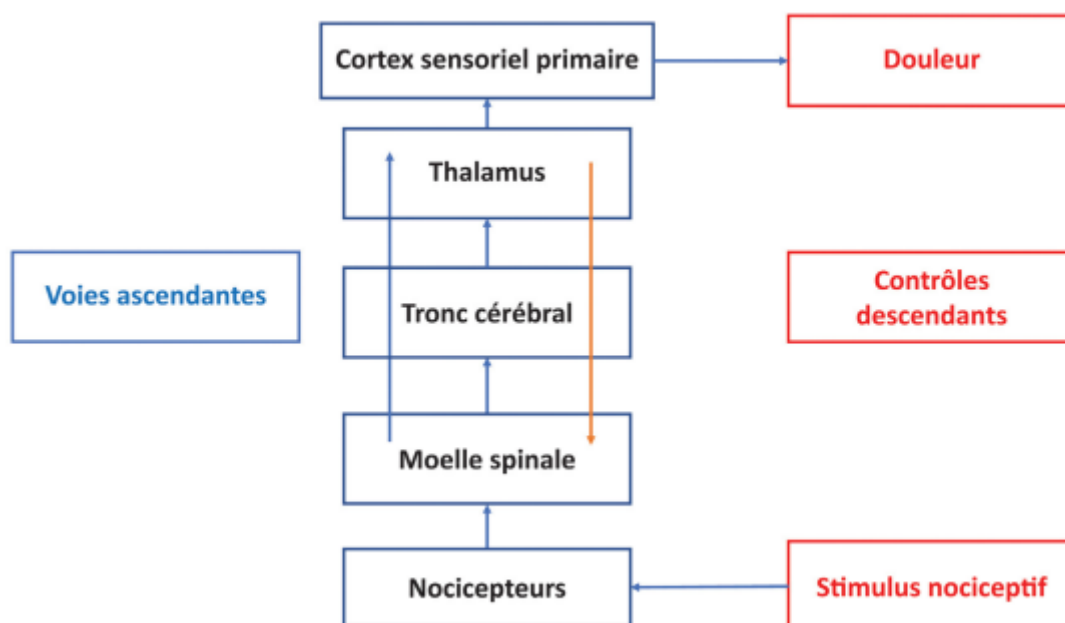 Cortex sensoriel primaire
Douleur
Thalamus
Voies ascendantes
Tronc cérébral
Contrôles
descendants
Moelle spinale
Nocicepteurs
Stimulus nociceptif